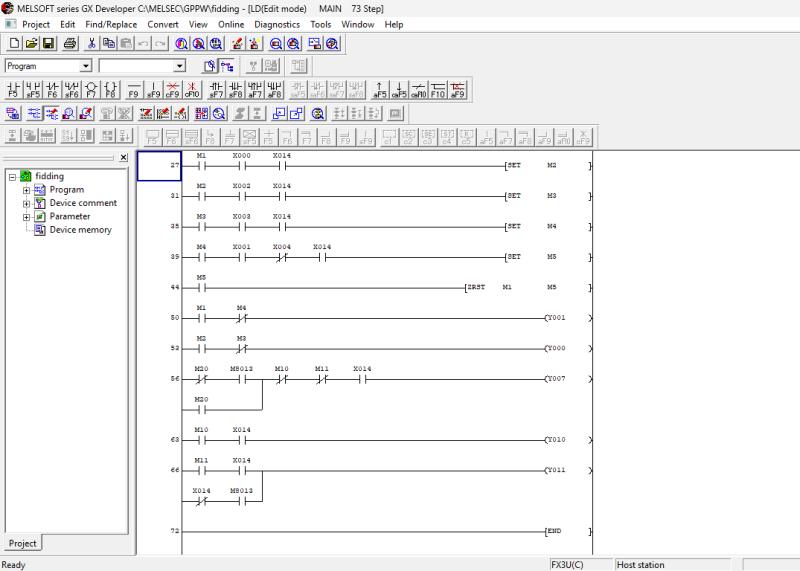 MELSOFT series GX Developer C:\MELSEC\GPPW\fidding - [LD(Edit mode)    MAIN    73 Step]
Project Edit Find/Replace Convert View Online Diagnostics Tools Window Help
Program
F5 sF5 F6 sF6 F7 F8 F9 sF9 cF9 cF10 sF7 sF8 aF7 aF8 aF5 caF5 caF10 F10 aF9
fidding
Program
Device comment
Parameter
Device memory
Project
M1 X000 X014
27 [SET M2 ]
M2 X002 X014
31 [SET M3 ]
M3 X003 X014
35 [SET M4 ]
M4 X001 X004 X014
39 [SET M5 ]
M5
44 [ZRST M1 M5 ]
M1 M4
50 (Y001 )
M2 M3
53 (Y000 )
M20 M8013 M10 M11 X014
56 (Y007 )
M20
M10 X014
63 (Y010 )
M11 X014
66 (Y011 )
X014 M8013
72 [END ]
Ready FX3U(C) Host station